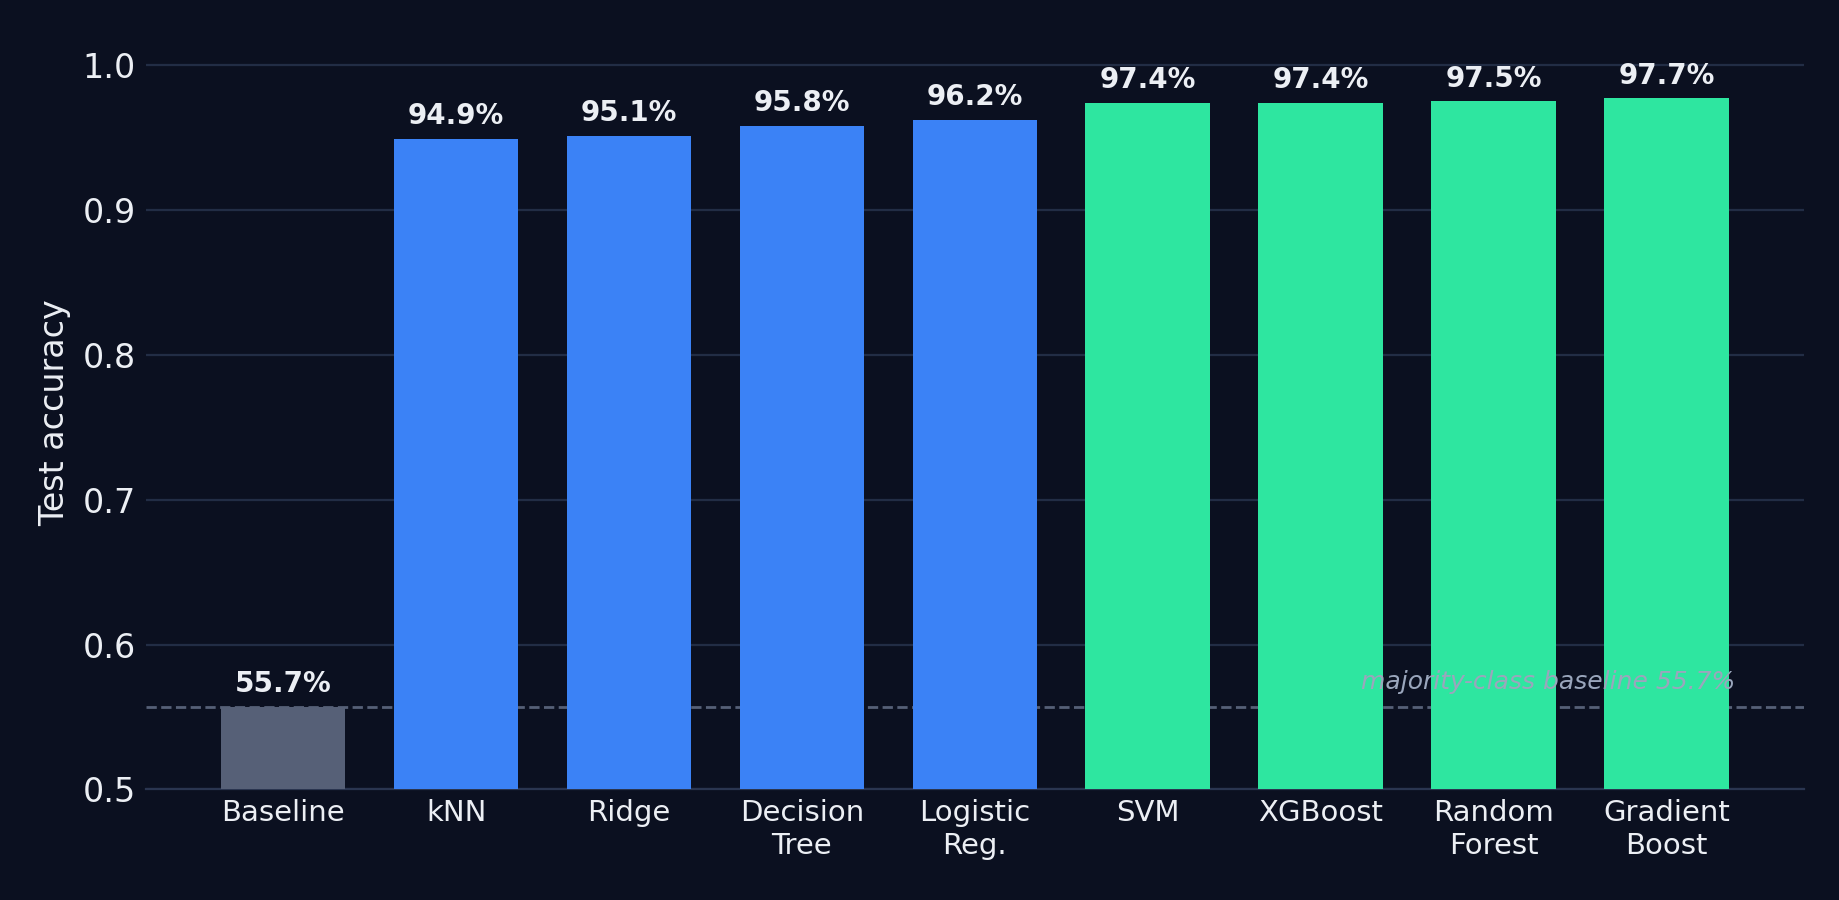 Test accuracy
1.0
0.9
0.8
0.7
0.6
0.5
55.7%
94.9%
95.1%
95.8%
96.2%
97.4%
97.4%
97.5%
97.7%
majority-class baseline 55.7%
Baseline
kNN
Ridge
Decision
Tree
Logistic
Reg.
SVM
XGBoost
Random
Forest
Gradient
Boost